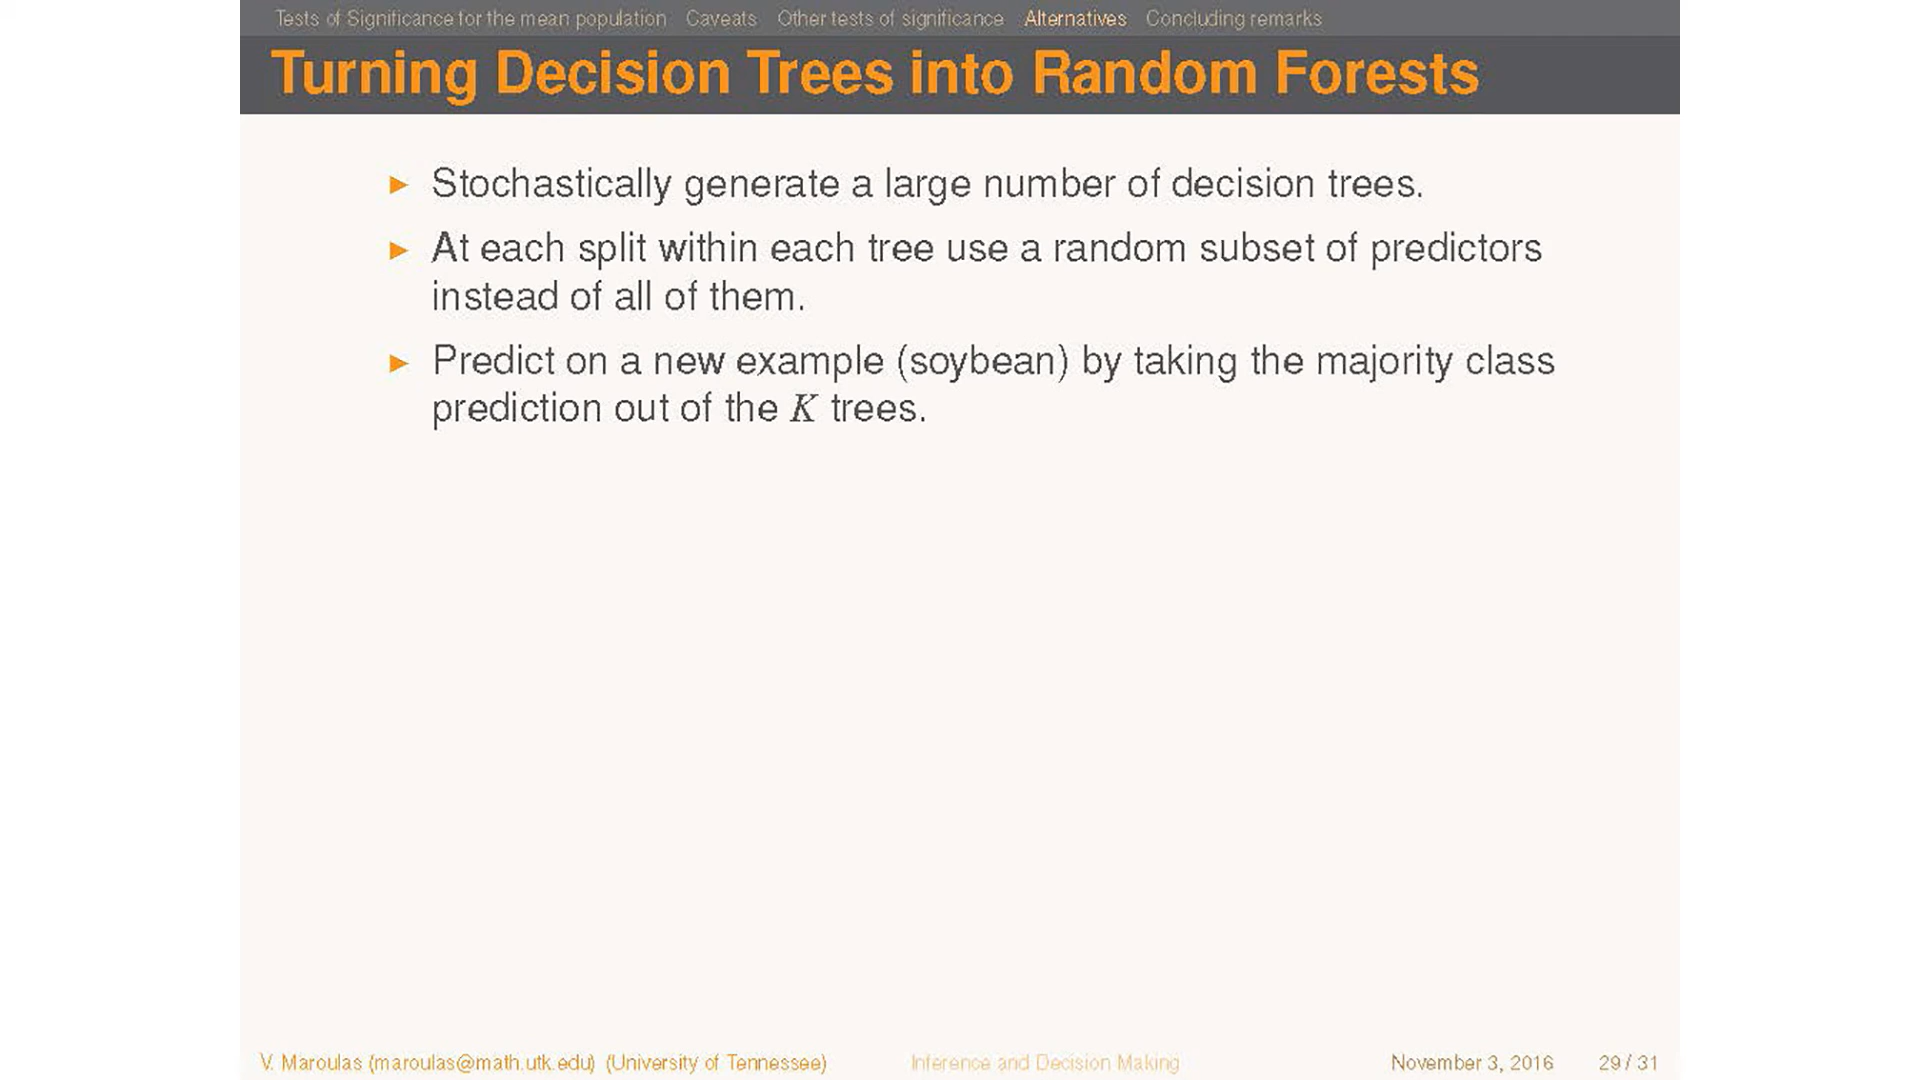 Tests of Significance for the mean population Caveats Other tests of significance Alternatives Concluding remarks
Turning Decision Trees into Random Forests
► Stochastically generate a large number of decision trees.
► At each split within each tree use a random subset of predictors
instead of all of them.
► Predict on a new example (soybean) by taking the majority class
prediction out of the K trees.
V. Maroulas (maroulas@math.utk.edu) (University of Tennessee) Inference and Decision Making November 3, 2016 29 / 31